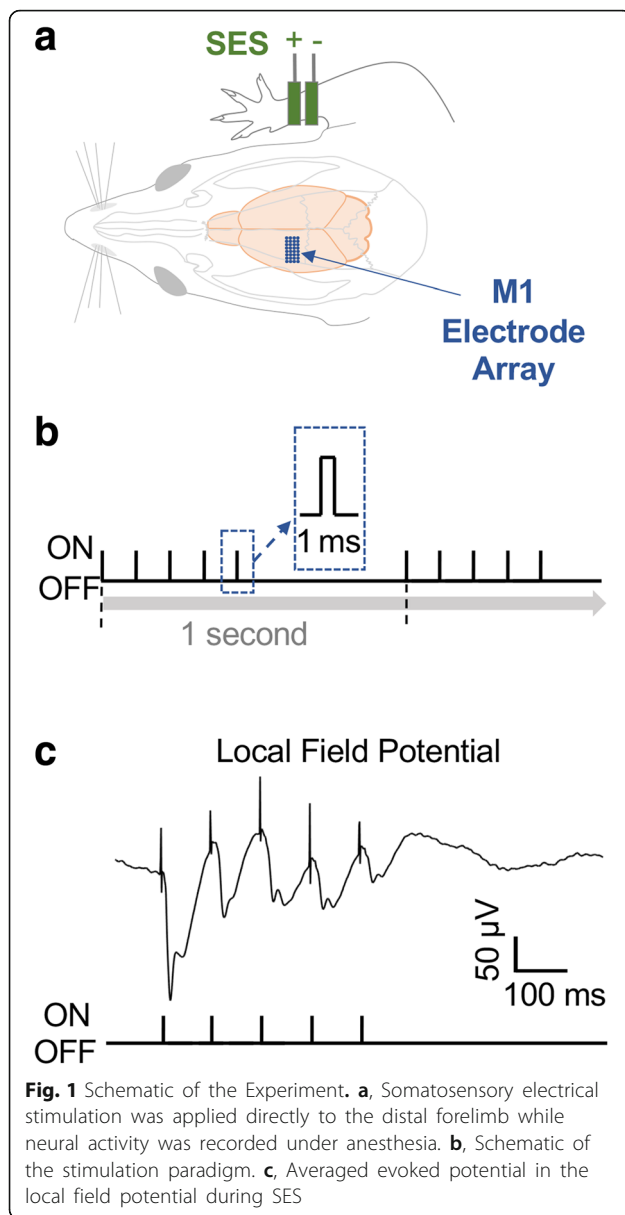 a
SES + -
M1
Electrode
Array
b
ON
OFF
1 ms
1 second
c
Local Field Potential
50 µV
100 ms
ON
OFF
Fig. 1 Schematic of the Experiment. a, Somatosensory electrical
stimulation was applied directly to the distal forelimb while
neural activity was recorded under anesthesia. b, Schematic of
the stimulation paradigm. c, Averaged evoked potential in the
local field potential during SES